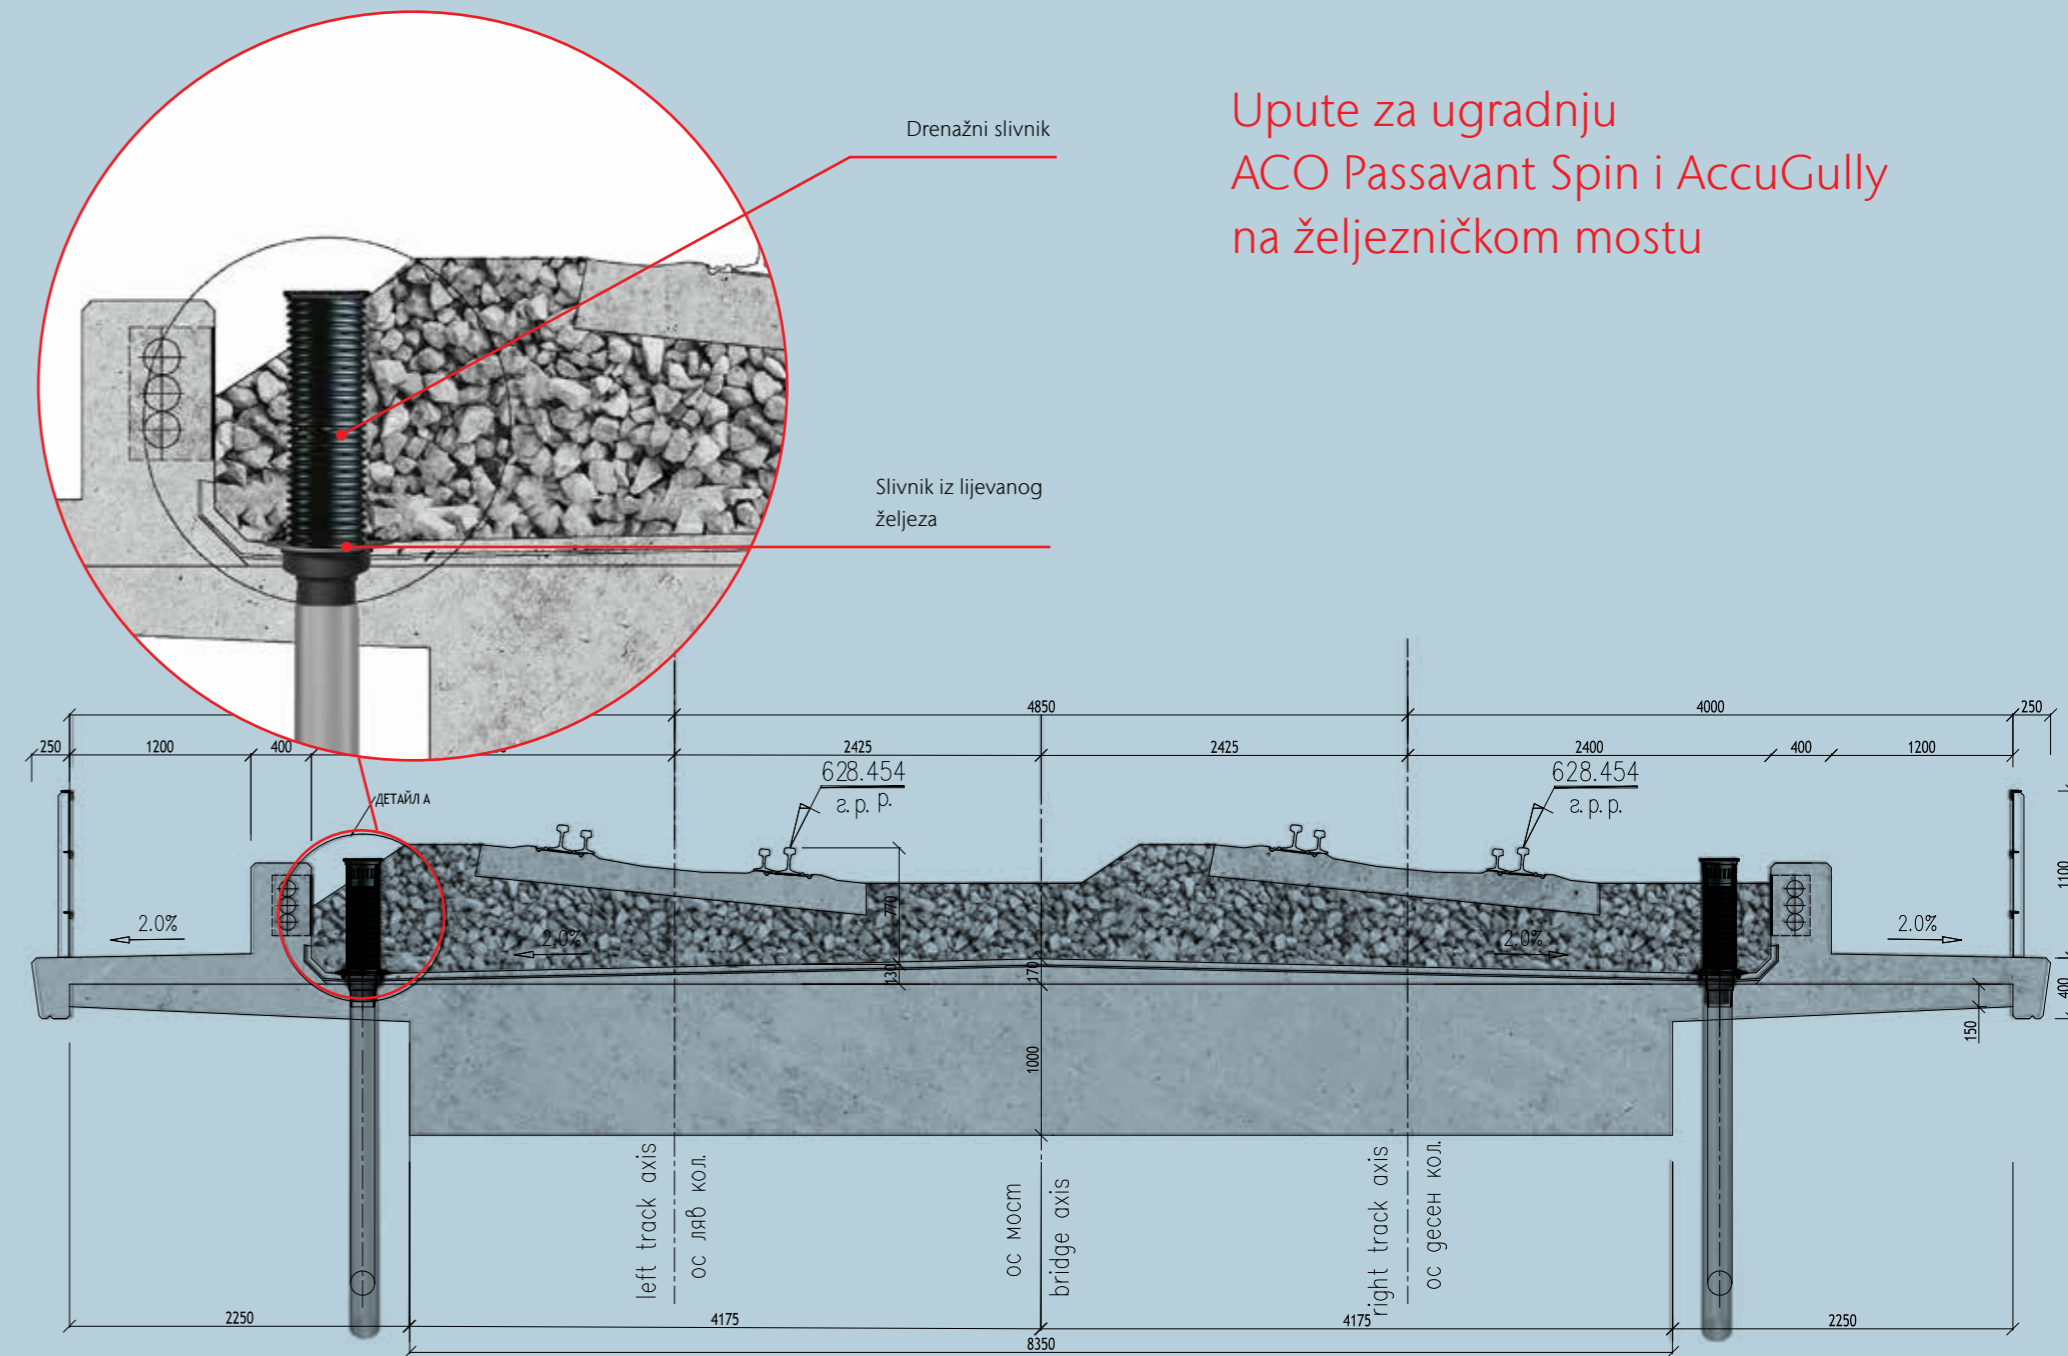 Drenažni slivnik
Upute za ugradnju
ACO Passavant Spin i AccuGully
na željezničkom mostu
Slivnik iz lijevanog
željeza
4850
4000
250
250
1200
400
2425
2425
2400
400
1200
628.454
г.р.р.
628.454
г.р.р.
ДЕТАЙЛ А
770
1100
2.0%
2.0%
2.0%
2.0%
130
170
400
150
1000
left track axis
ос ляв кол.
ос мост
bridge axis
right track axis
ос десен кол.
2250
4175
4175
2250
8350